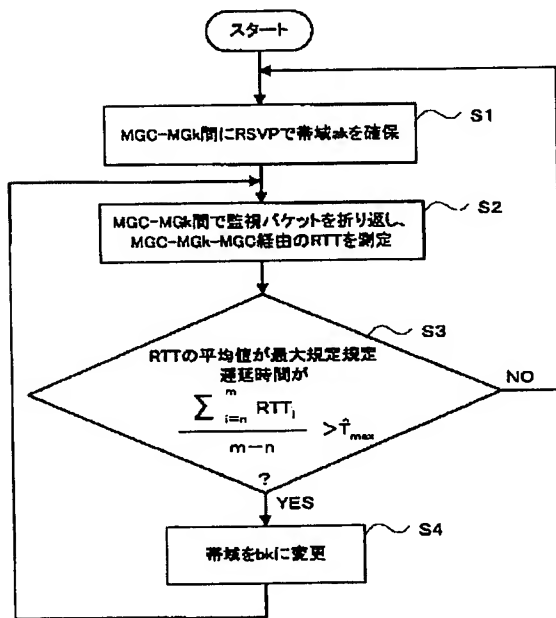 スタート
MGC-MGk間にRSVPで帯域akを確保
S1
MGC-MGk間で監視パケットを折り返し、
MGC-MGk-MGC経由のRTTを測定
S2
RTTの平均値が最大規定規定
遅延時間が
S3
∑ᵐᵢ₌ₙ RTTᵢ
m−n
＞T̂max
?
NO
YES
帯域をbkに変更
S4